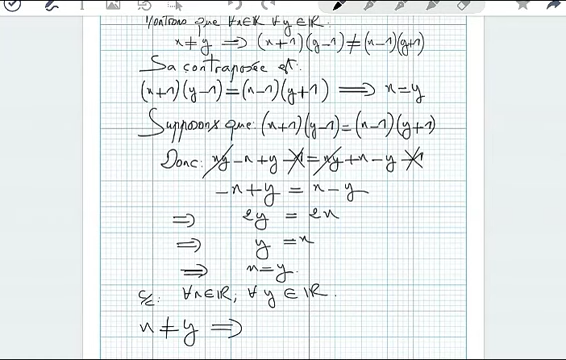 Montrons que ∀x∈ℝ ∀y∈ℝ.
x≠y ⟹ (x+1)(y-1)≠(x-1)(y+1)
Sa contraposée est:
(x+1)(y-1)=(x-1)(y+1) ⟹ x=y
Supposons que: (x+1)(y-1)=(x-1)(y+1)
Donc: xy-x+y-1=xy+x-y-1
-x+y = x-y
⟹ 2y = 2x
⟹ y = x
⟹ x=y.
C/C: ∀x∈ℝ; ∀y∈ℝ.
x≠y ⟹